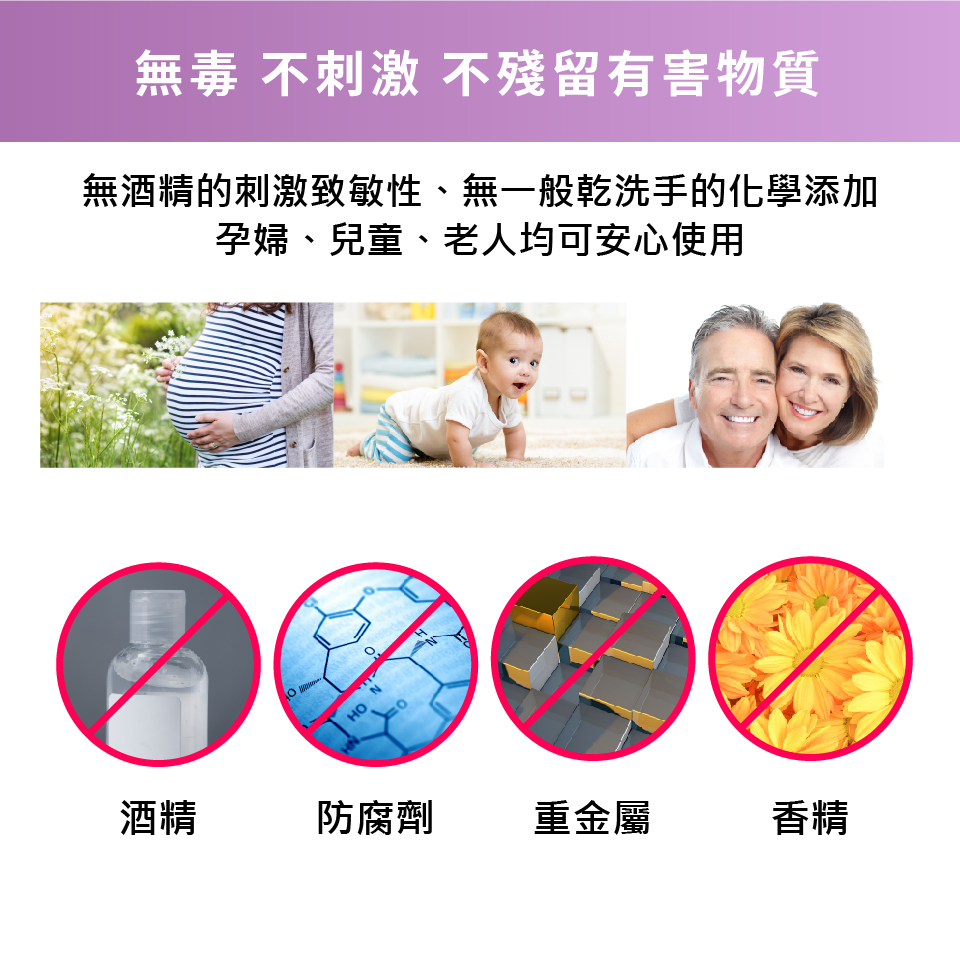 無毒 不刺激 不殘留有害物質
無酒精的刺激致敏性、無一般乾洗手的化學添加
孕婦、兒童、老人均可安心使用
酒精
防腐劑
重金屬
香精